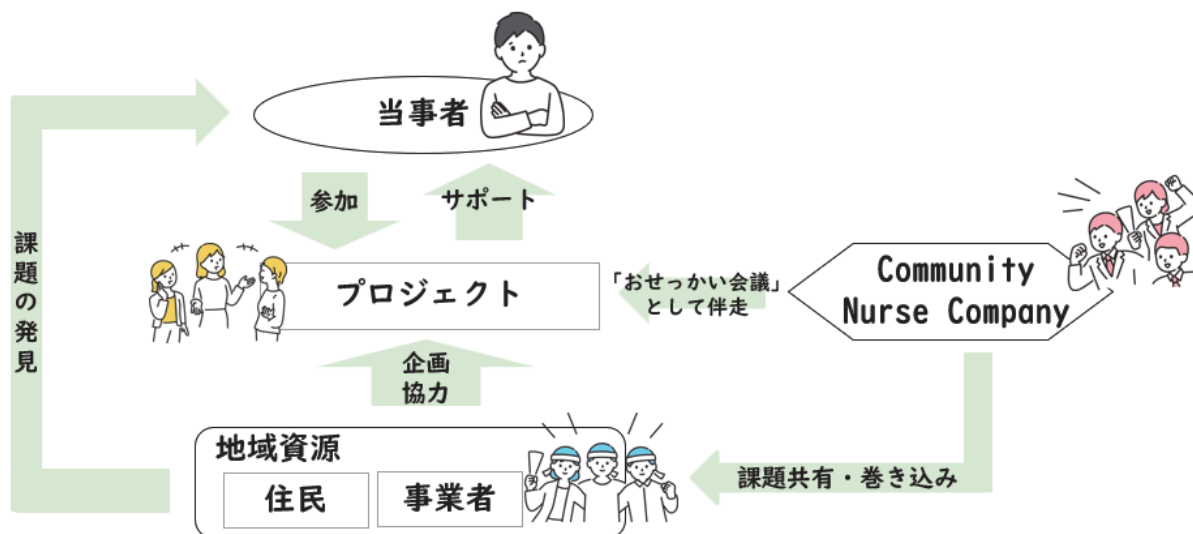 当事者
参加
サポート
課題の発見
プロジェクト
「おせっかい会議」
として伴走
Community
Nurse Company
企画
協力
地域資源
住民
事業者
課題共有・巻き込み